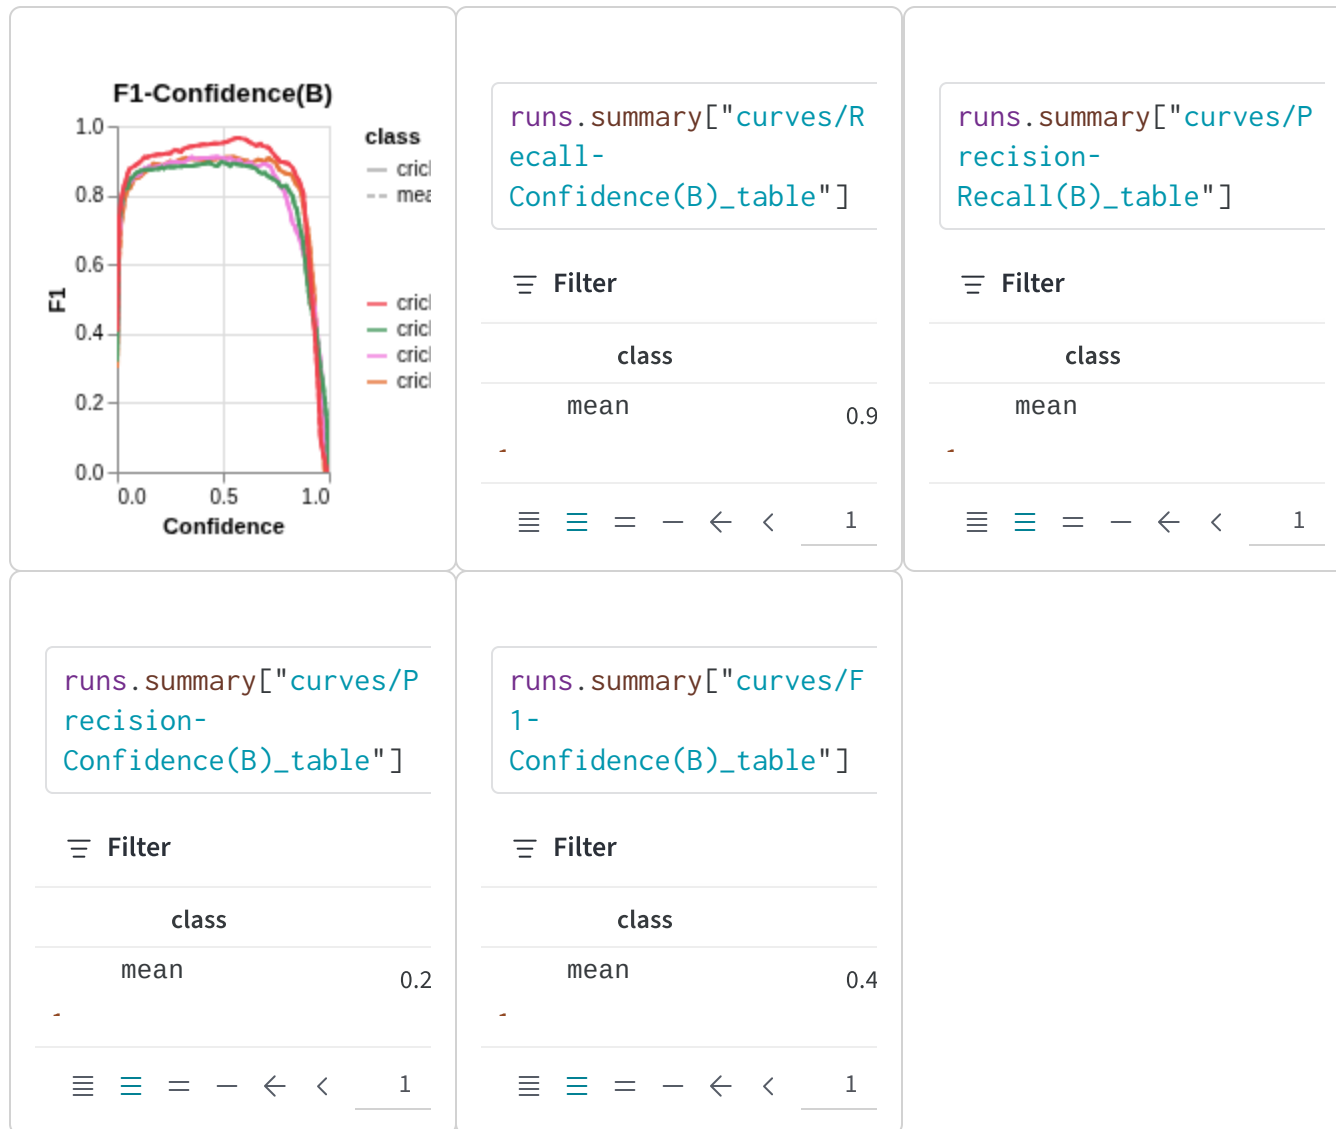 F1-Confidence(B)
1.0
0.8
0.6
0.4
0.2
0.0
F1
0.0 0.5 1.0
Confidence
class
runs.summary["curves/R
ecall-
Confidence(B)_table"]
Filter
class
mean
0.9
1
runs.summary["curves/P
recision-
Recall(B)_table"]
Filter
class
mean
1
runs.summary["curves/P
recision-
Confidence(B)_table"]
Filter
class
mean
0.2
1
runs.summary["curves/F
1-
Confidence(B)_table"]
Filter
class
mean
0.4
1